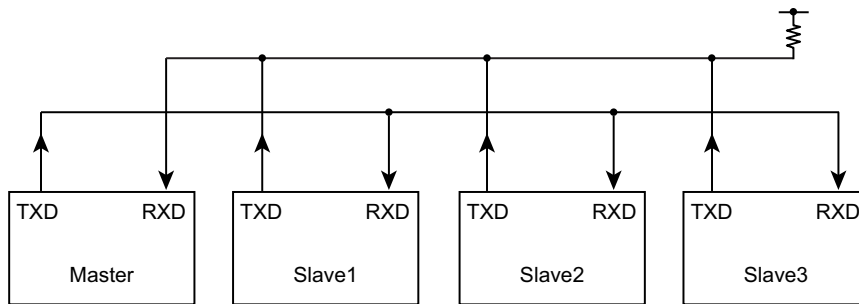 TXD RXD TXD RXD TXD RXD TXD RXD
Master Slave1 Slave2 Slave3